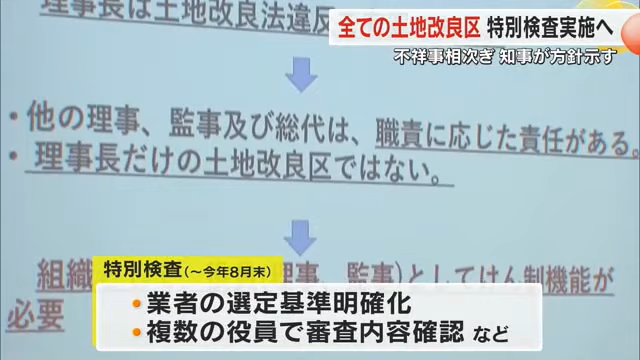 理事長は土地改良法違反
全ての土地改良区 特別検査実施へ
不祥事相次ぎ 知事が方針示す
・他の理事、監事及び総代は、職責に応じた責任がある。
・理事長だけの土地改良区ではない。
組織
理事、監事)としてけん制機能が
必要
特別検査(～今年8月末)
・業者の選定基準明確化
・複数の役員で審査内容確認 など